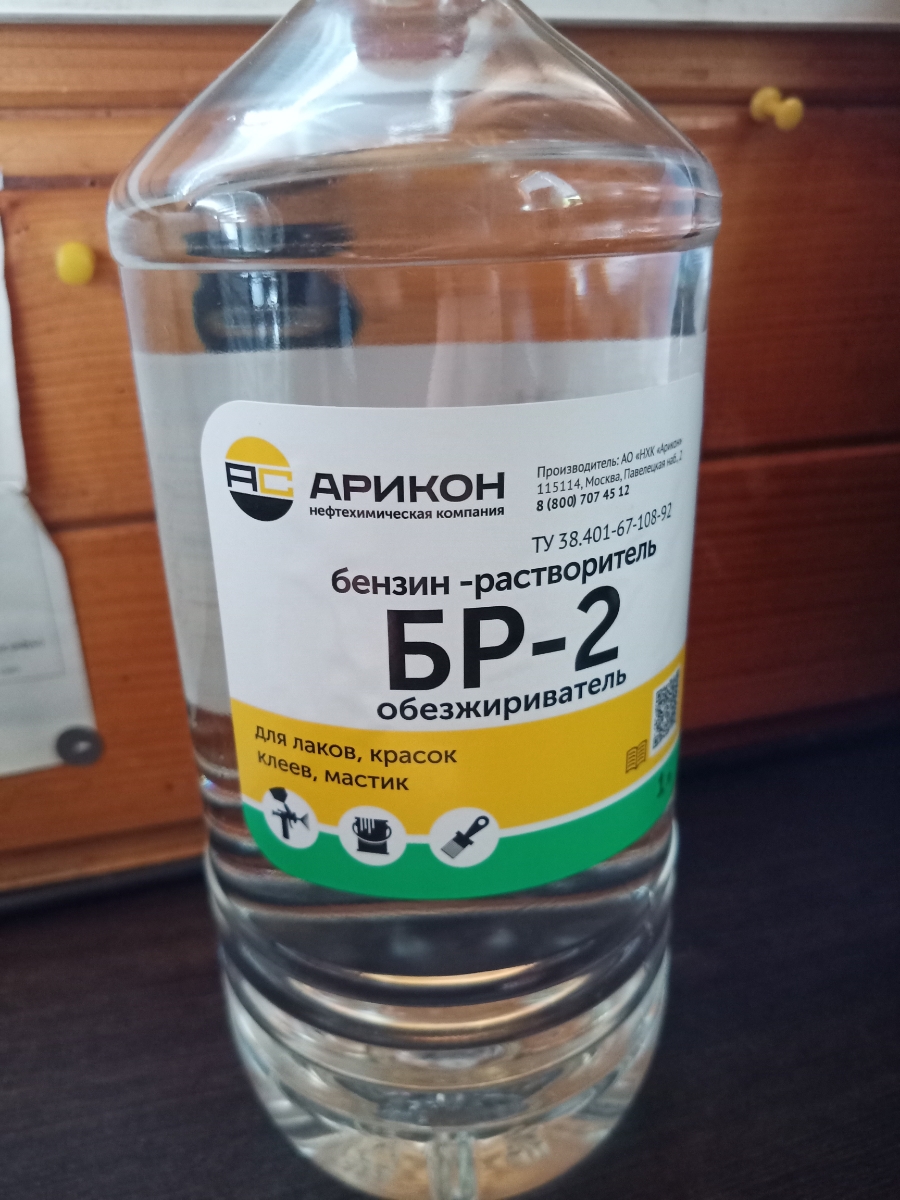 АС
АРИКОН
нефтехимическая компания
Производитель: АО «НХК «Арикон»
115114, Москва, Павелецкая наб., 2
8 (800) 707 45 12
ТУ 38.401-67-108-92
бензин -растворитель
БР-2
обезжириватель
для лаков, красок
клеев, мастик